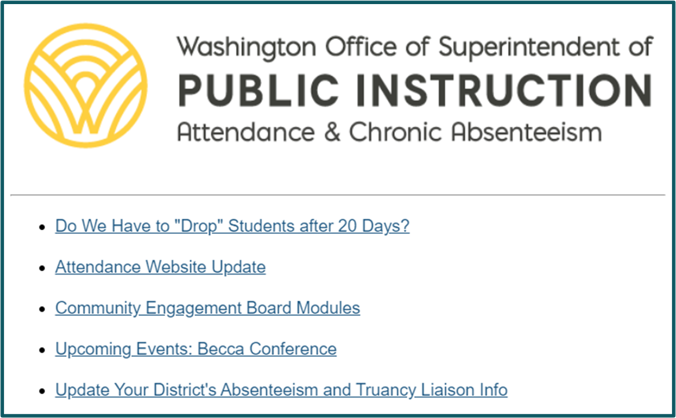 Washington Office of Superintendent of
PUBLIC INSTRUCTION
Attendance & Chronic Absenteeism
Do We Have to "Drop" Students after 20 Days?
Attendance Website Update
Community Engagement Board Modules
Upcoming Events: Becca Conference
Update Your District's Absenteeism and Truancy Liaison Info